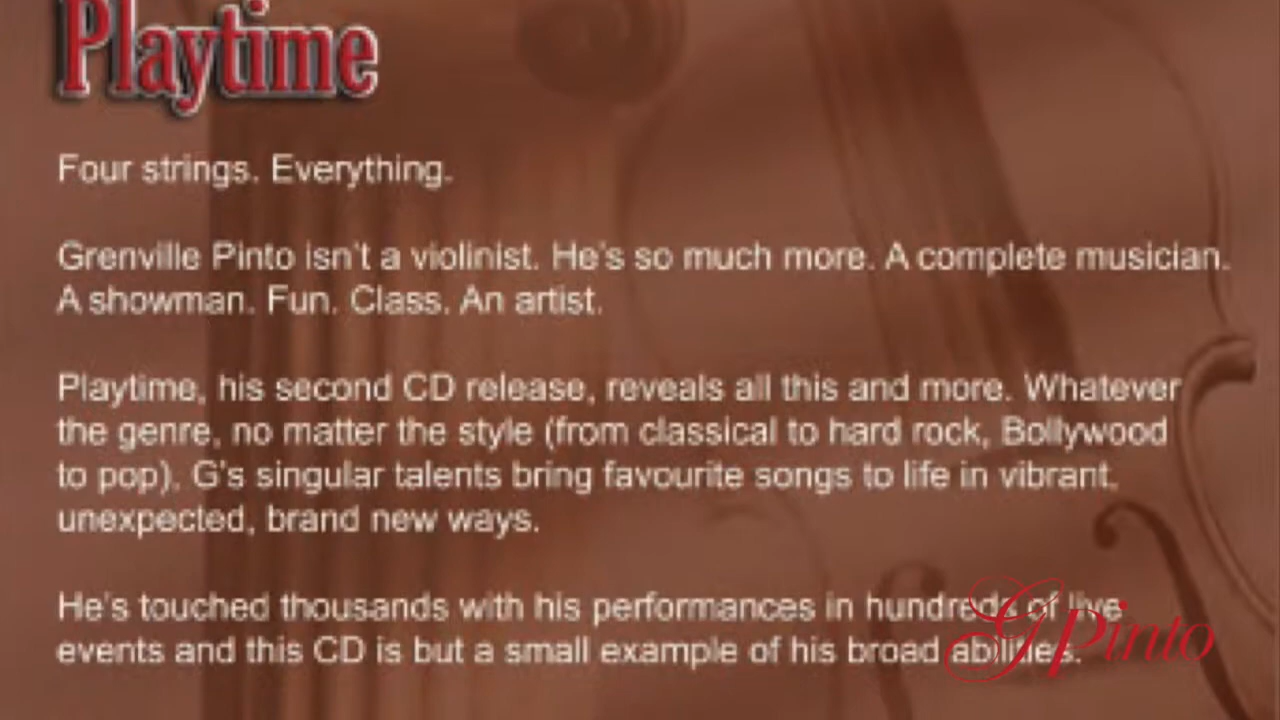 Playtime
Four strings. Everything.
Grenville Pinto isn't a violinist. He's so much more. A complete musician.
A showman. Fun. Class. An artist.
Playtime, his second CD release, reveals all this and more. Whatever
the genre, no matter the style (from classical to hard rock, Bollywood
to pop), G's singular talents bring favourite songs to life in vibrant,
unexpected, brand new ways.
He's touched thousands with his performances in hundreds of live
events and this CD is but a small example of his broad abilities.
G Pinto